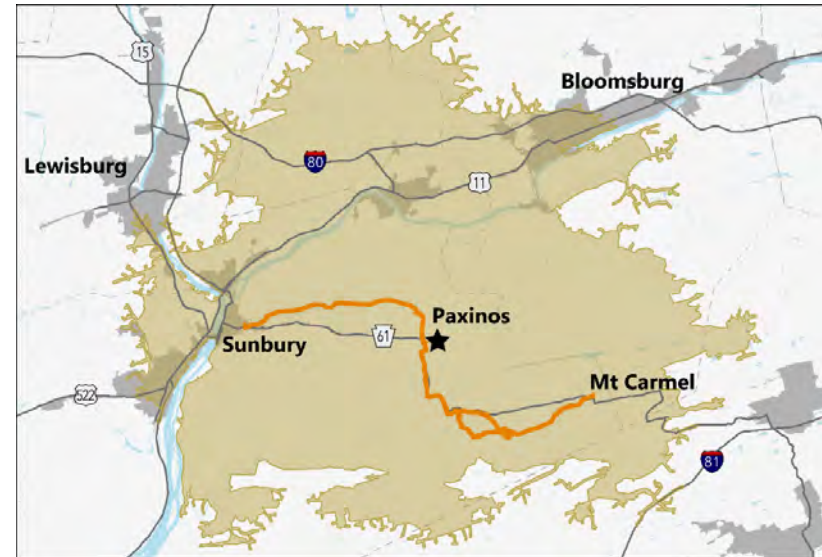 15
Bloomsburg
Lewisburg
80
11
Paxinos
61
Sunbury
Mt Carmel
522
81